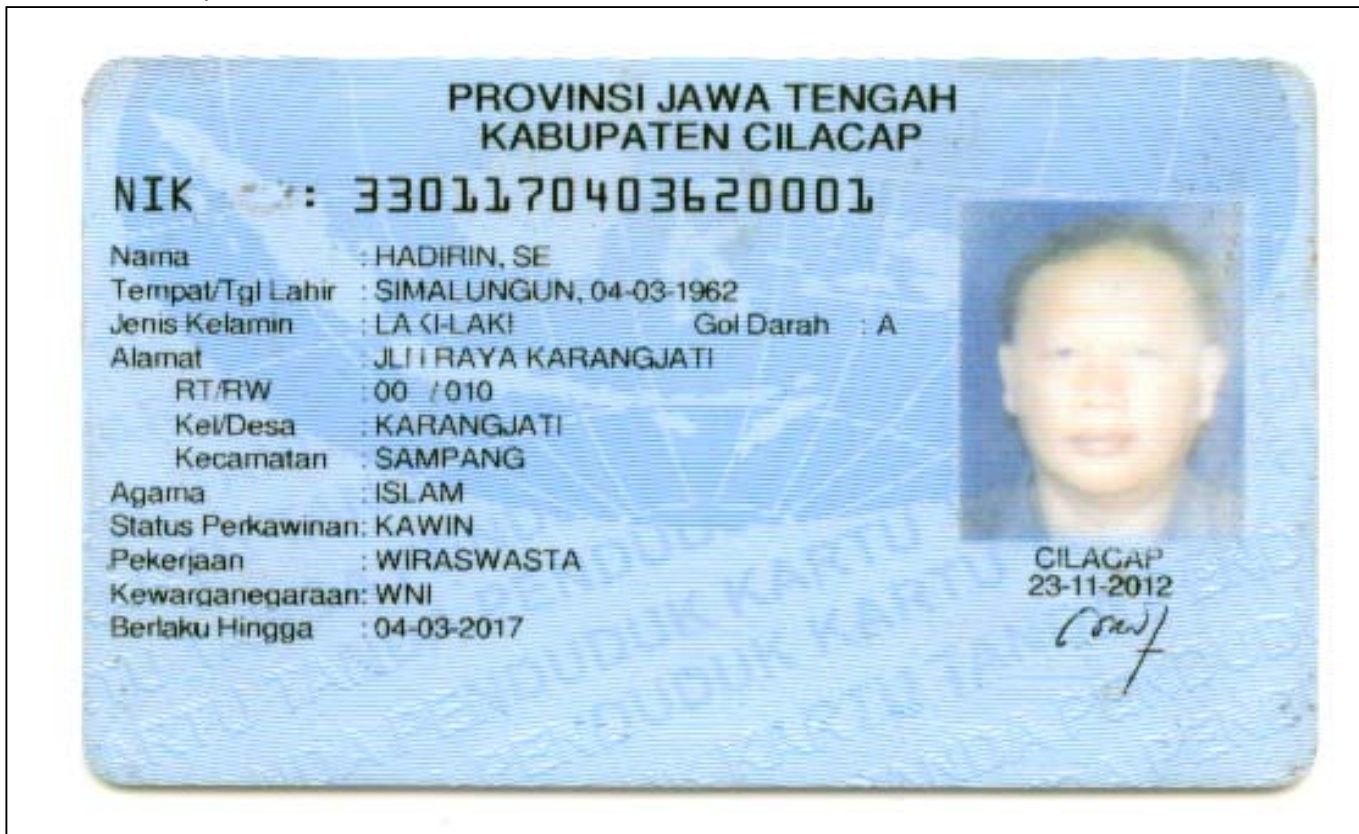 PROVINSI JAWA TENGAH
KABUPATEN CILACAP
NIK : 3301170403620001
Nama : HADIRIN, SE
Tempat/Tgl Lahir : SIMALUNGUN, 04-03-1962
Jenis Kelamin : LAKI-LAKI Gol Darah : A
Alamat : RAYA KARANGJATI
RT/RW : 00 / 010
Kel/Desa : KARANGJATI
Kecamatan : SAMPANG
Agama : ISLAM
Status Perkawinan: KAWIN
Pekerjaan : WIRASWASTA
Kewarganegaraan: WNI
Berlaku Hingga : 04-03-2017
CILACAP
23-11-2012